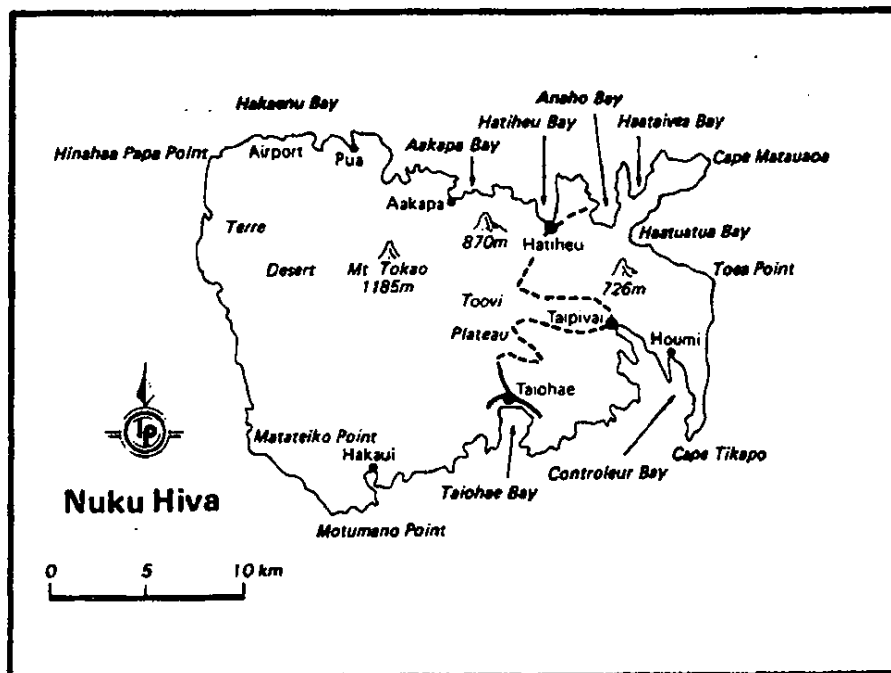 Hakaenu Bay
Anaho Bay
Hatiheu Bay
Haataivea Bay
Aakapa Bay
Hinahaa Papa Point
Airport
Pua
Cape Matauaoa
Aakapa
Terre
870m
Hatiheu
Haatuatua Bay
Desert
Mt Tokao
1185m
726m
Toea Point
Toovi
Taipivai
Plateau
Houmi
Taiohae
Matateiko Point
Hakaui
Cape Tikapo
Controleur Bay
Taiohae Bay
Nuku Hiva
Motumano Point
0 5 10 km